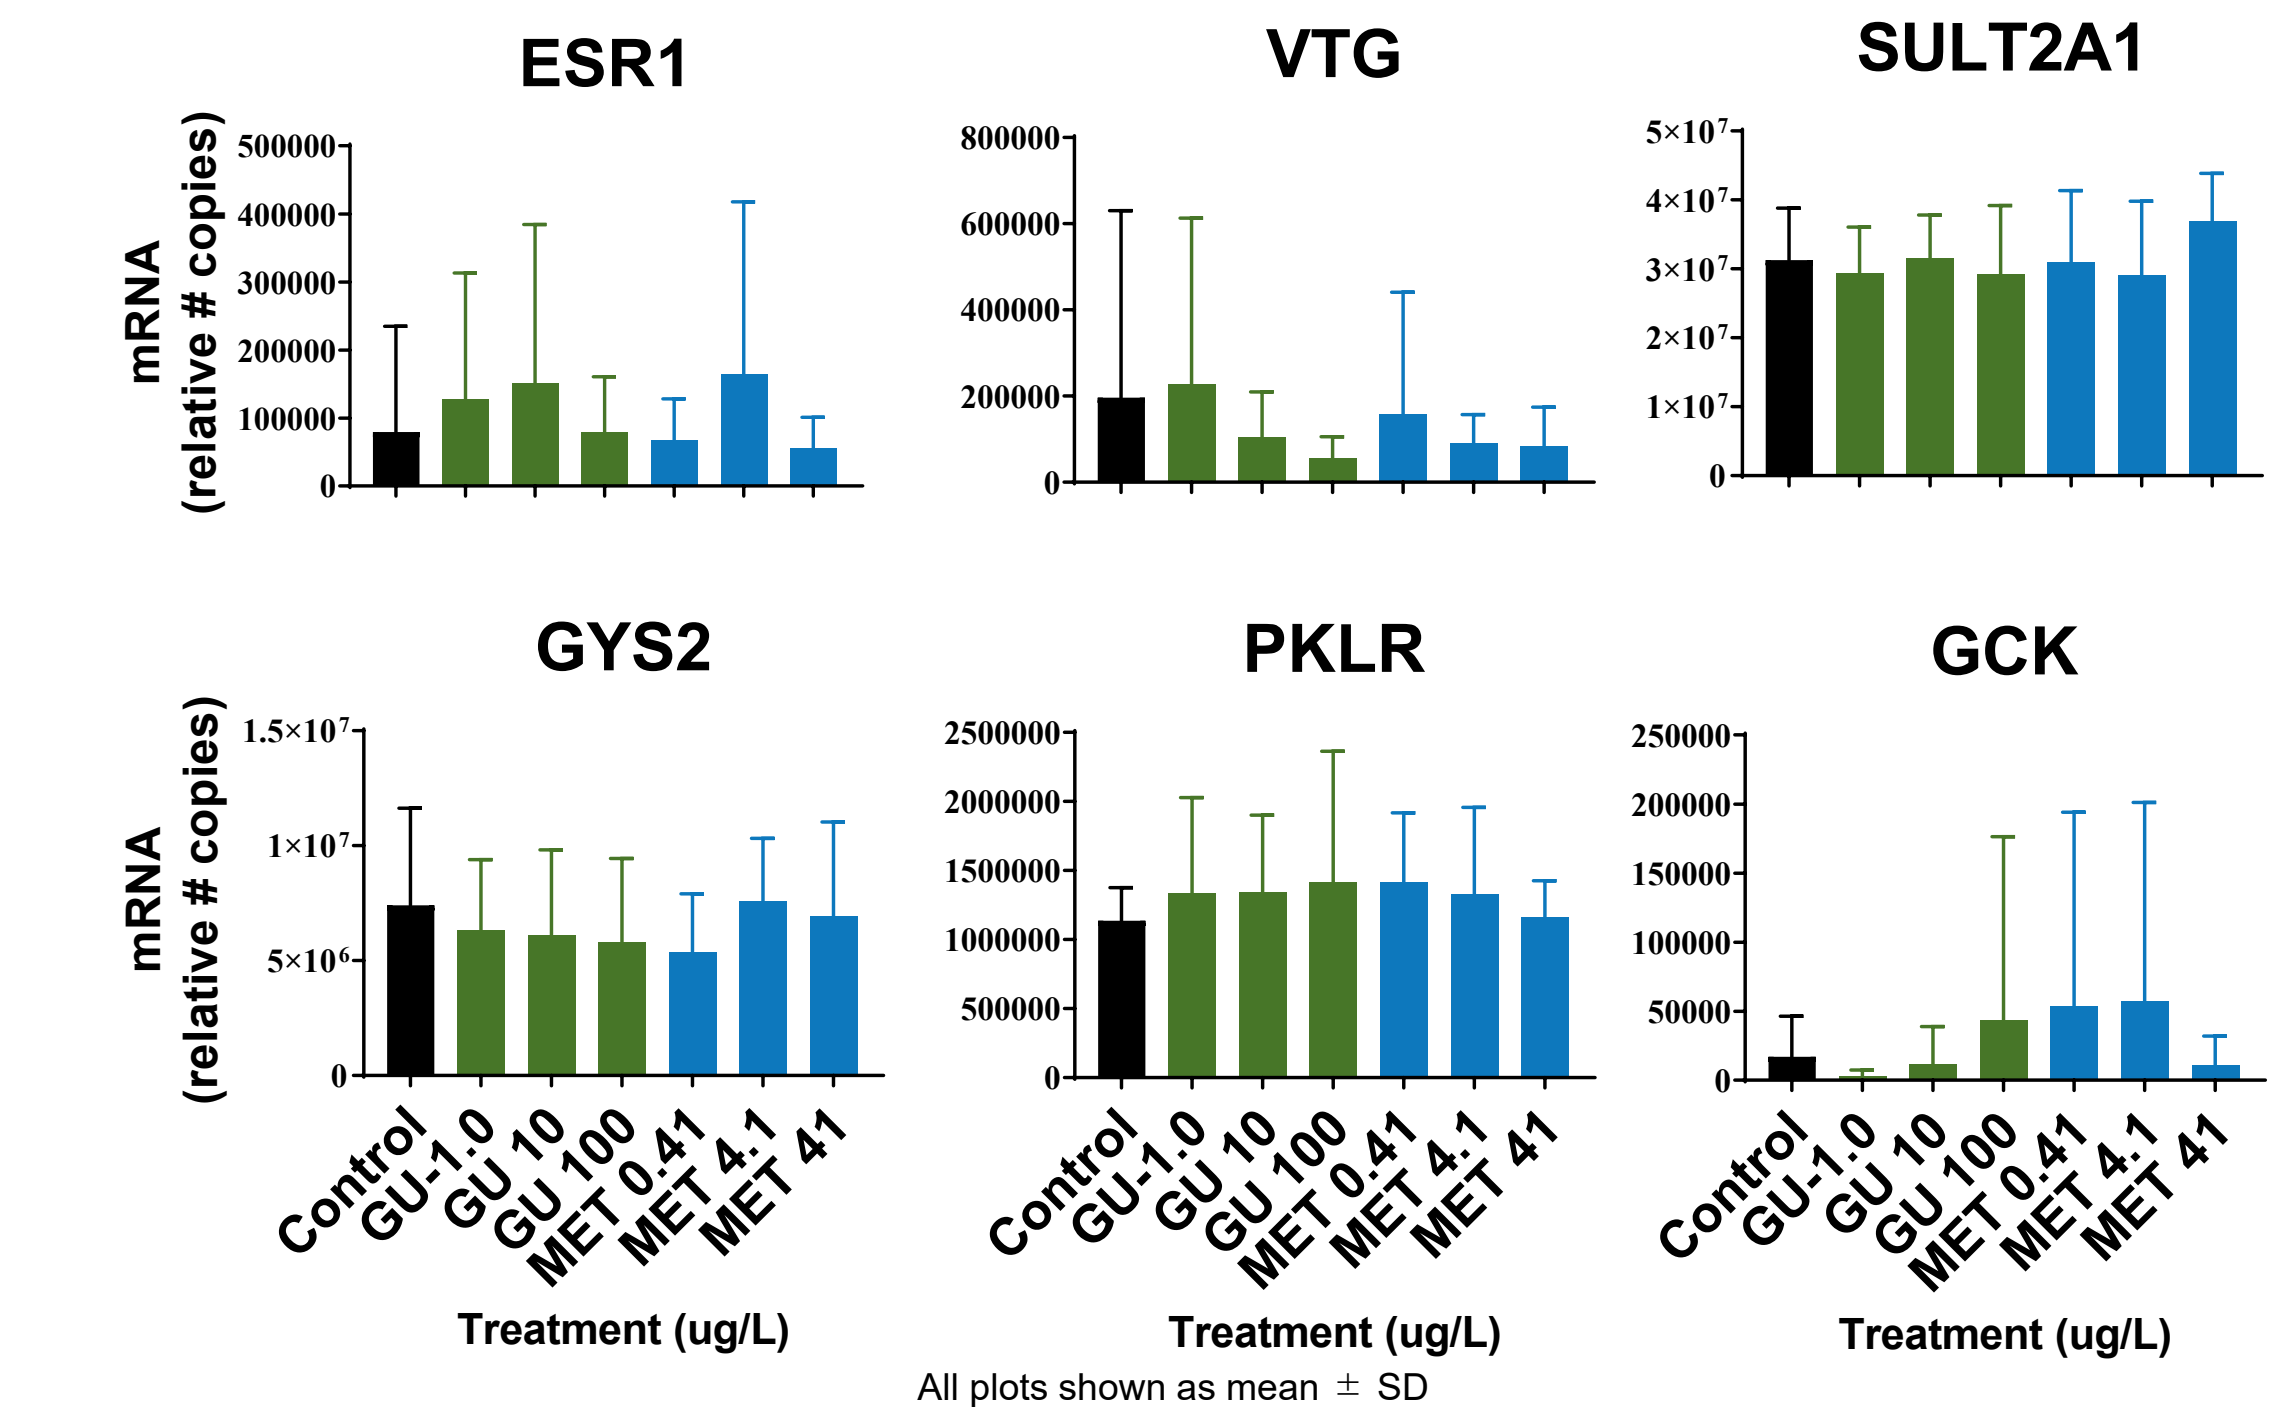 ESR1
VTG
SULT2A1
mRNA
(relative # copies)
500000
400000
300000
200000
100000
0
800000
600000
400000
200000
0
5×10⁷
4×10⁷
3×10⁷
2×10⁷
1×10⁷
0
GYS2
PKLR
GCK
mRNA
(relative # copies)
1.5×10⁷
1×10⁷
5×10⁶
0
2500000
2000000
1500000
1000000
500000
0
250000
200000
150000
100000
50000
0
Control
GU-1.0
GU 10
GU 100
MET 0.41
MET 4.1
MET 41
Control
GU-1.0
GU 10
GU 100
MET 0.41
MET 4.1
MET 41
Control
GU-1.0
GU 10
GU 100
MET 0.41
MET 4.1
MET 41
Treatment (ug/L)
Treatment (ug/L)
Treatment (ug/L)
All plots shown as mean ± SD